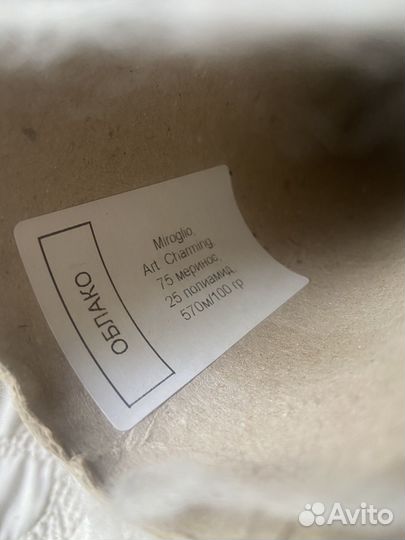 ОБЛАКО
Miroglio,
Art. Charming,
75 меринос,
25 полиамид.
570м/100 гр
Avito